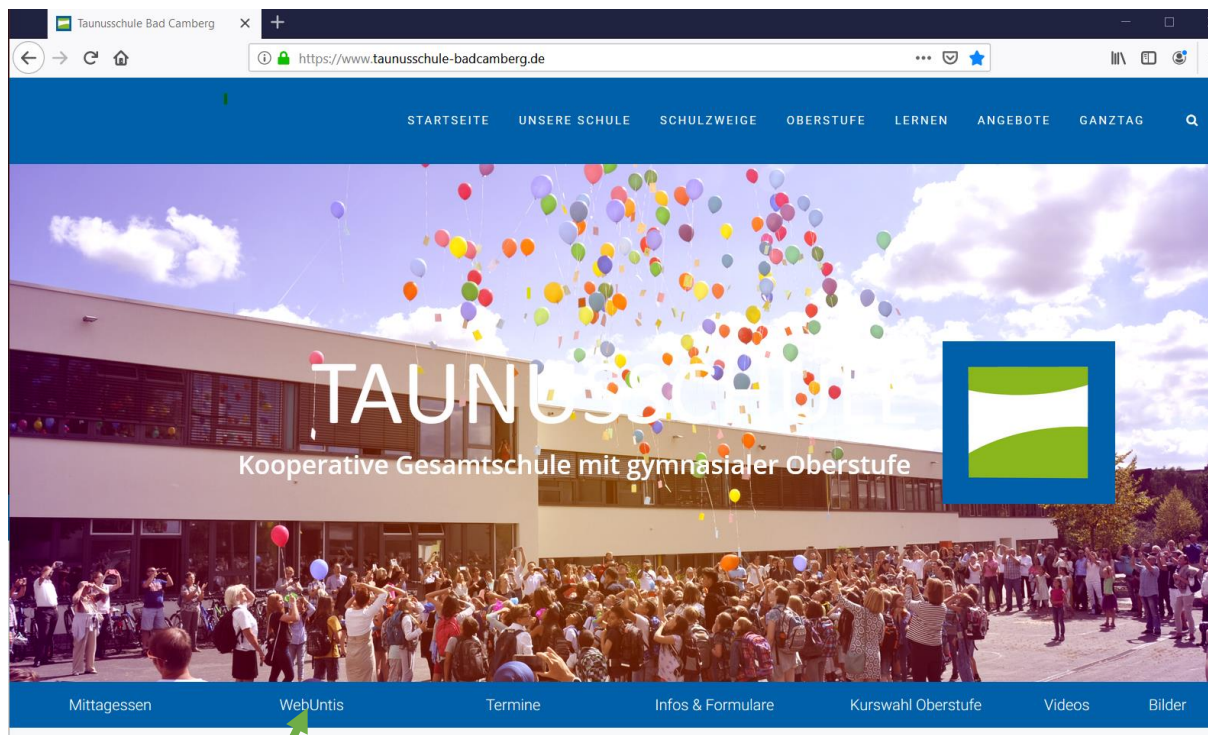 Taunusschule Bad Camberg
https://www.taunusschule-badcamberg.de
STARTSEITE UNSERE SCHULE SCHULZWEIGE OBERSTUFE LERNEN ANGEBOTE GANZTAG
TAUNUSSCHULE
Kooperative Gesamtschule mit gymnasialer Oberstufe
Mittagessen WebUntis Termine Infos & Formulare Kurswahl Oberstufe Videos Bilder